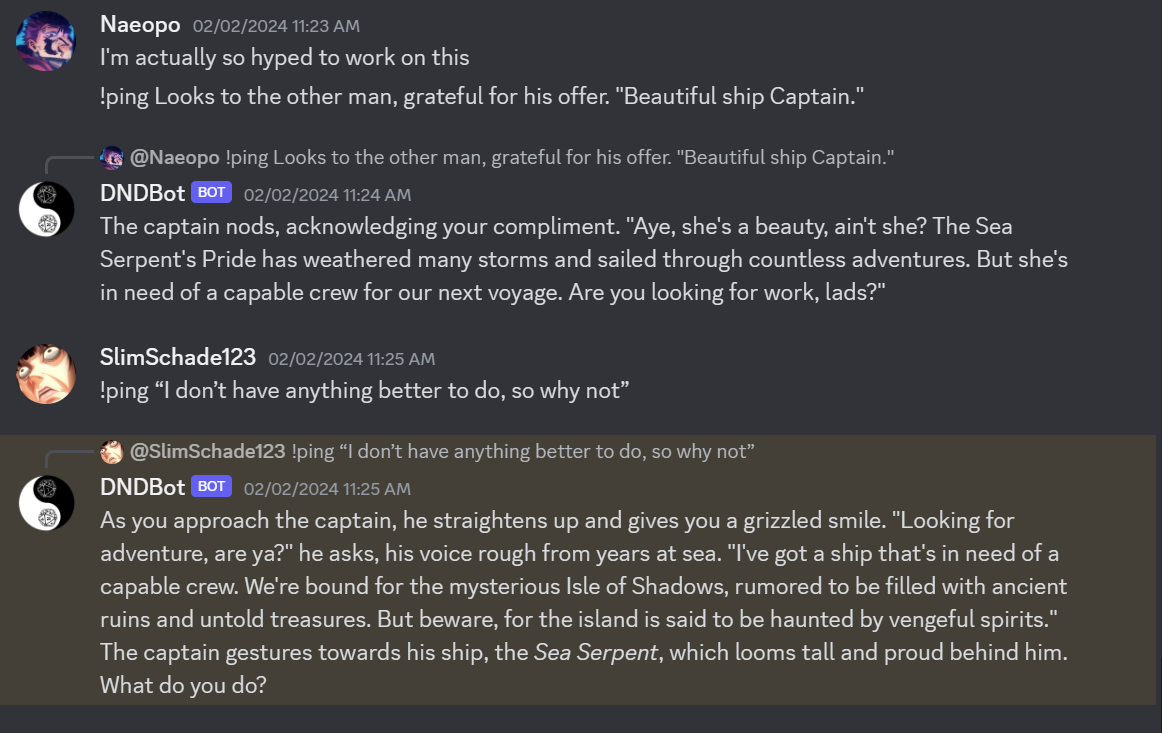 Naeopo 02/02/2024 11:23 AM
I'm actually so hyped to work on this
!ping Looks to the other man, grateful for his offer. "Beautiful ship Captain."
@Naeopo !ping Looks to the other man, grateful for his offer. "Beautiful ship Captain."
DNDBot BOT 02/02/2024 11:24 AM
The captain nods, acknowledging your compliment. "Aye, she's a beauty, ain't she? The Sea
Serpent's Pride has weathered many storms and sailed through countless adventures. But she's
in need of a capable crew for our next voyage. Are you looking for work, lads?"
SlimSchade123 02/02/2024 11:25 AM
!ping “I don’t have anything better to do, so why not”
@SlimSchade123 !ping “I don’t have anything better to do, so why not”
DNDBot BOT 02/02/2024 11:25 AM
As you approach the captain, he straightens up and gives you a grizzled smile. "Looking for
adventure, are ya?" he asks, his voice rough from years at sea. "I've got a ship that's in need of a
capable crew. We're bound for the mysterious Isle of Shadows, rumored to be filled with ancient
ruins and untold treasures. But beware, for the island is said to be haunted by vengeful spirits."
The captain gestures towards his ship, the Sea Serpent, which looms tall and proud behind him.
What do you do?